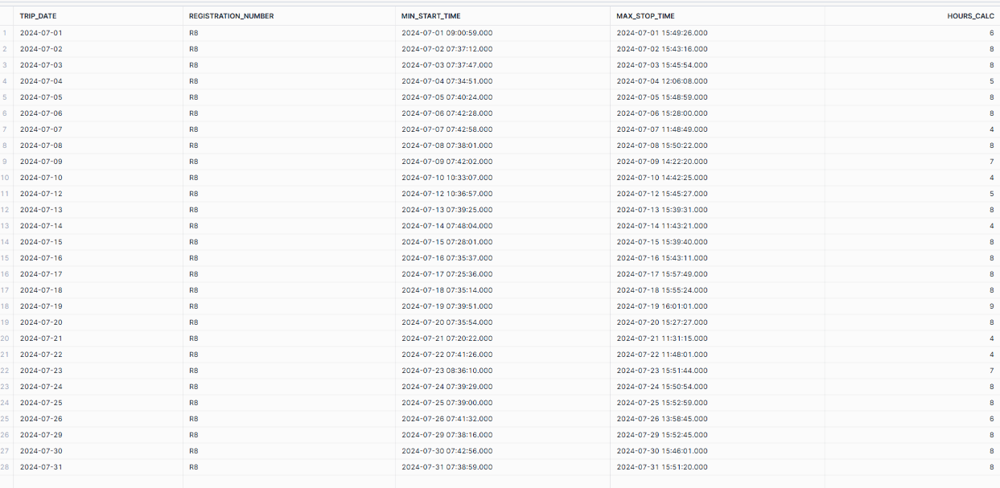 TRIP_DATE REGISTRATION_NUMBER MIN_START_TIME MAX_STOP_TIME HOURS_CALC
1 2024-07-01 R8 2024-07-01 09:00:59.000 2024-07-01 15:49:26.000 6
2 2024-07-02 R8 2024-07-02 07:37:12.000 2024-07-02 15:43:16.000 8
3 2024-07-03 R8 2024-07-03 07:37:47.000 2024-07-03 15:45:54.000 8
4 2024-07-04 R8 2024-07-04 07:34:51.000 2024-07-04 12:06:08.000 5
5 2024-07-05 R8 2024-07-05 07:40:24.000 2024-07-05 15:48:59.000 8
6 2024-07-06 R8 2024-07-06 07:42:28.000 2024-07-06 15:28:00.000 8
7 2024-07-07 R8 2024-07-07 07:42:58.000 2024-07-07 11:48:49.000 4
8 2024-07-08 R8 2024-07-08 07:38:01.000 2024-07-08 15:50:22.000 8
9 2024-07-09 R8 2024-07-09 07:42:02.000 2024-07-09 14:22:20.000 7
10 2024-07-10 R8 2024-07-10 10:33:07.000 2024-07-10 14:42:25.000 4
11 2024-07-12 R8 2024-07-12 10:36:57.000 2024-07-12 15:45:27.000 5
12 2024-07-13 R8 2024-07-13 07:39:25.000 2024-07-13 15:39:31.000 8
13 2024-07-14 R8 2024-07-14 07:48:04.000 2024-07-14 11:43:21.000 4
14 2024-07-15 R8 2024-07-15 07:28:01.000 2024-07-15 15:39:40.000 8
15 2024-07-16 R8 2024-07-16 07:35:37.000 2024-07-16 15:43:11.000 8
16 2024-07-17 R8 2024-07-17 07:25:36.000 2024-07-17 15:57:49.000 8
17 2024-07-18 R8 2024-07-18 07:35:14.000 2024-07-18 15:55:24.000 8
18 2024-07-19 R8 2024-07-19 07:39:51.000 2024-07-19 16:01:01.000 9
19 2024-07-20 R8 2024-07-20 07:35:54.000 2024-07-20 15:27:27.000 8
20 2024-07-21 R8 2024-07-21 07:20:22.000 2024-07-21 11:31:15.000 4
21 2024-07-22 R8 2024-07-22 07:41:26.000 2024-07-22 11:48:01.000 4
22 2024-07-23 R8 2024-07-23 08:36:10.000 2024-07-23 15:51:44.000 7
23 2024-07-24 R8 2024-07-24 07:39:29.000 2024-07-24 15:50:54.000 8
24 2024-07-25 R8 2024-07-25 07:39:00.000 2024-07-25 15:52:59.000 8
25 2024-07-26 R8 2024-07-26 07:41:32.000 2024-07-26 13:58:45.000 6
26 2024-07-29 R8 2024-07-29 07:38:16.000 2024-07-29 15:52:45.000 8
27 2024-07-30 R8 2024-07-30 07:42:56.000 2024-07-30 15:46:01.000 8
28 2024-07-31 R8 2024-07-31 07:38:59.000 2024-07-31 15:51:20.000 8